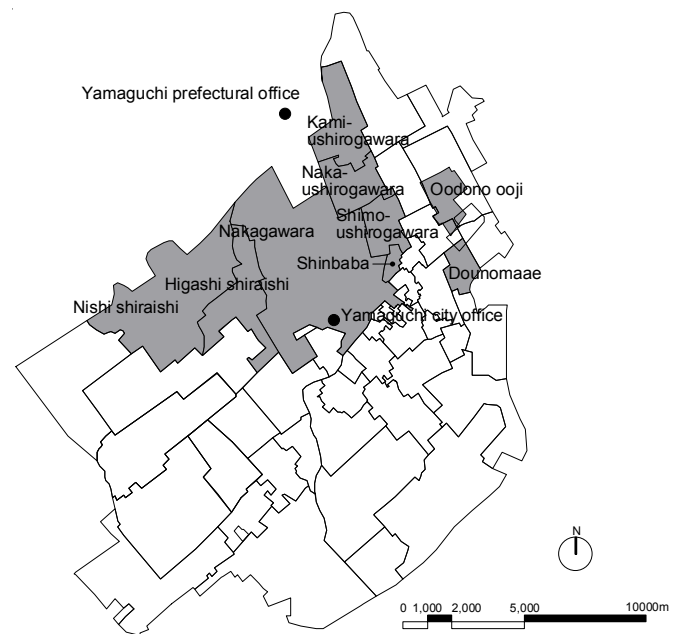 Yamaguchi prefectural office
Kami-
ushirogawara
Naka-
ushirogawara
Oodono ooji
Shimo-
ushirogawara
Nakagawara
Shinbaba
Dounomaae
Higashi shiraishi
Nishi shiraishi
Yamaguchi city office
N
0 1,000 2,000 5,000 10000m